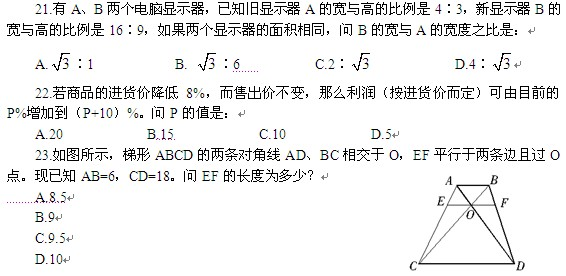 21.有 A、B 两个电脑显示器，已知旧显示器 A 的宽与高的比例是 4∶3，新显示器 B 的
宽与高的比例是 16∶9，如果两个显示器的面积相同，问 B 的宽与 A 的宽度之比是：
A.√3∶1 B. √3∶6 C.2∶√3 D.4∶√3
22.若商品的进货价降低 8%，而售出价不变，那么利润（按进货价而定）可由目前的
P%增加到（P+10）%。问 P 的值是：
A.20 B.15 C.10 D.5
23.如图所示，梯形 ABCD 的两条对角线 AD、BC 相交于 O，EF 平行于两条边且过 O
点。现已知 AB=6，CD=18。问 EF 的长度为多少？
A.8.5
B.9
C.9.5
D.10
A B
E O F
C D